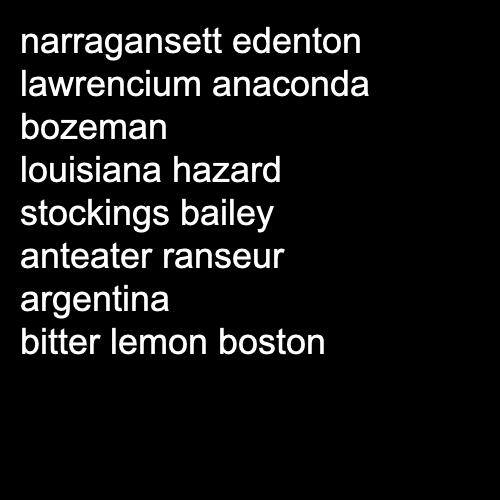 narragansett edenton
lawrencium anaconda
bozeman
louisiana hazard
stockings bailey
anteater ranseur
argentina
bitter lemon boston